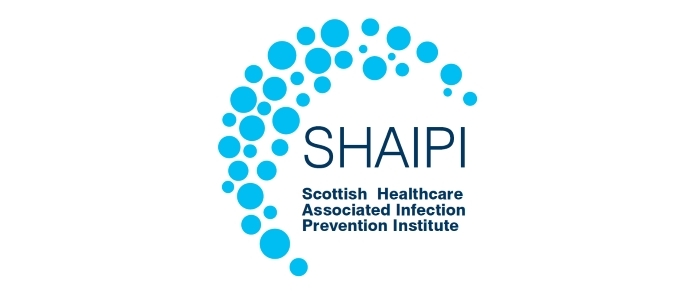 SHAIPI
Scottish Healthcare
Associated Infection
Prevention Institute